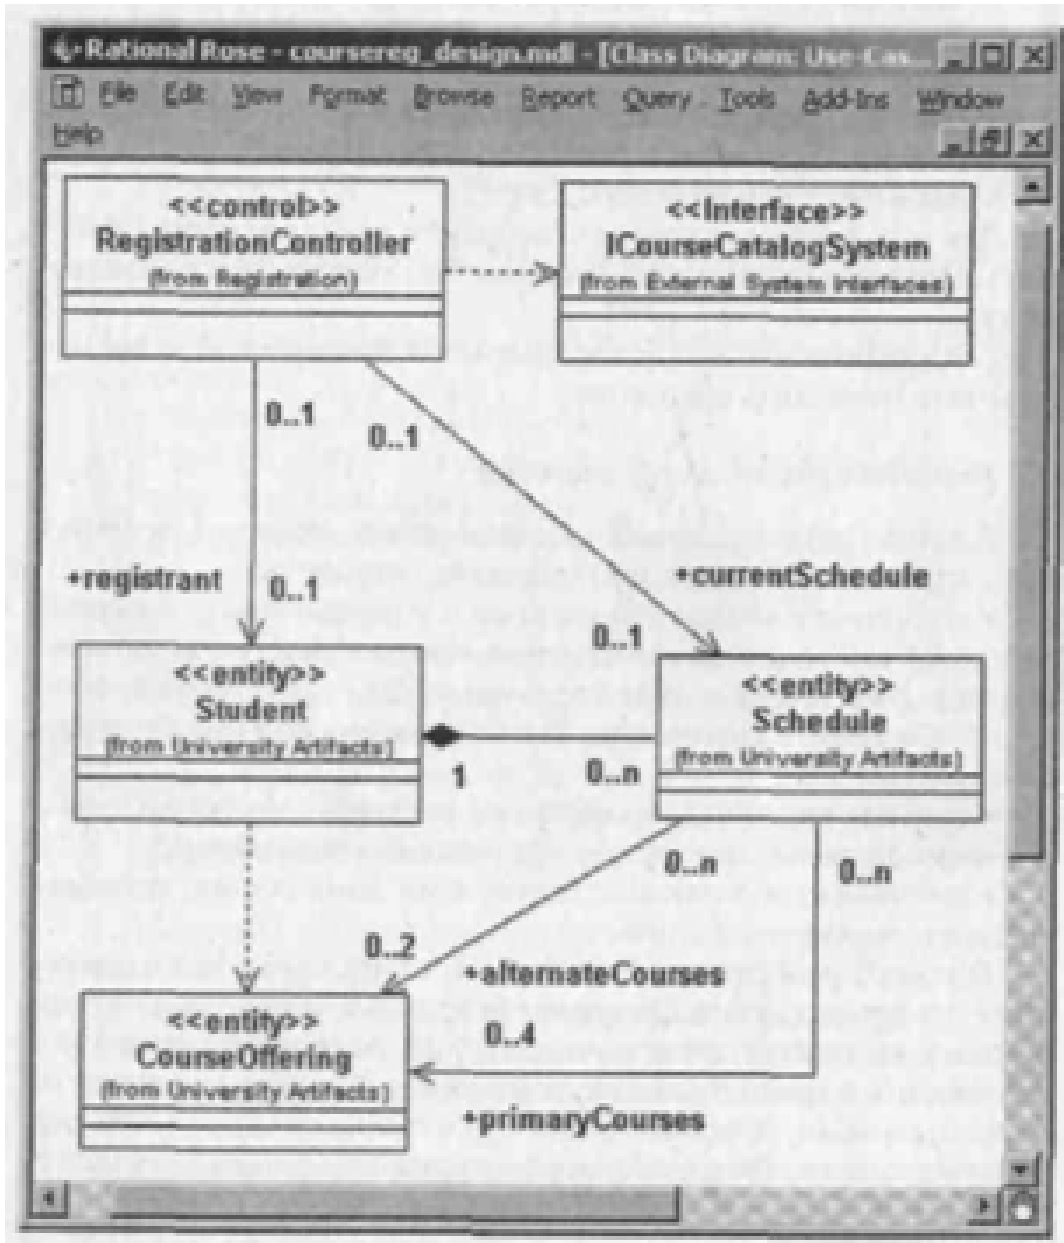 Rational Rose - coursereg_design.mdl - [Class Diagram: Use-Cas...
File Edit View Format Browse Report Query Tools Add-Ins Window
Help
<<control>>
RegistrationController
(from Registration)
<<Interface>>
ICourseCatalogSystem
(from External System Interfaces)
0..1
0..1
+registrant
0..1
+currentSchedule
0..1
<<entity>>
Student
(from University Artifacts)
<<entity>>
Schedule
(from University Artifacts)
1
0..n
0..n
0..n
0..2
+alternateCourses
<<entity>>
CourseOffering
(from University Artifacts)
0..4
+primaryCourses